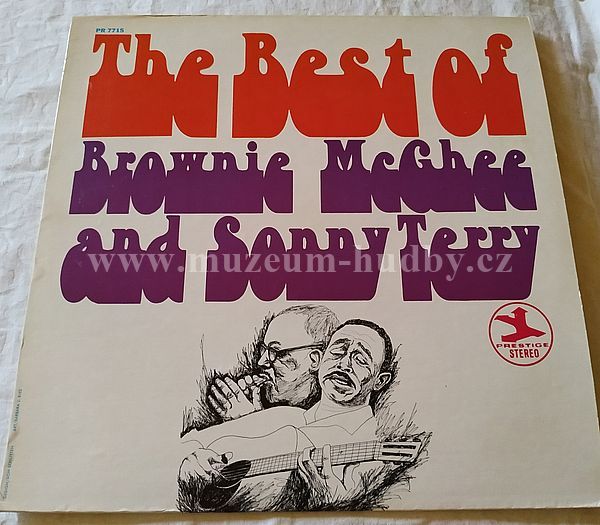 PR 7715
The Best of
Brownie McGhee
and Sonny Terry
www.muzeum-hudby.cz
PRESTIGE
STEREO